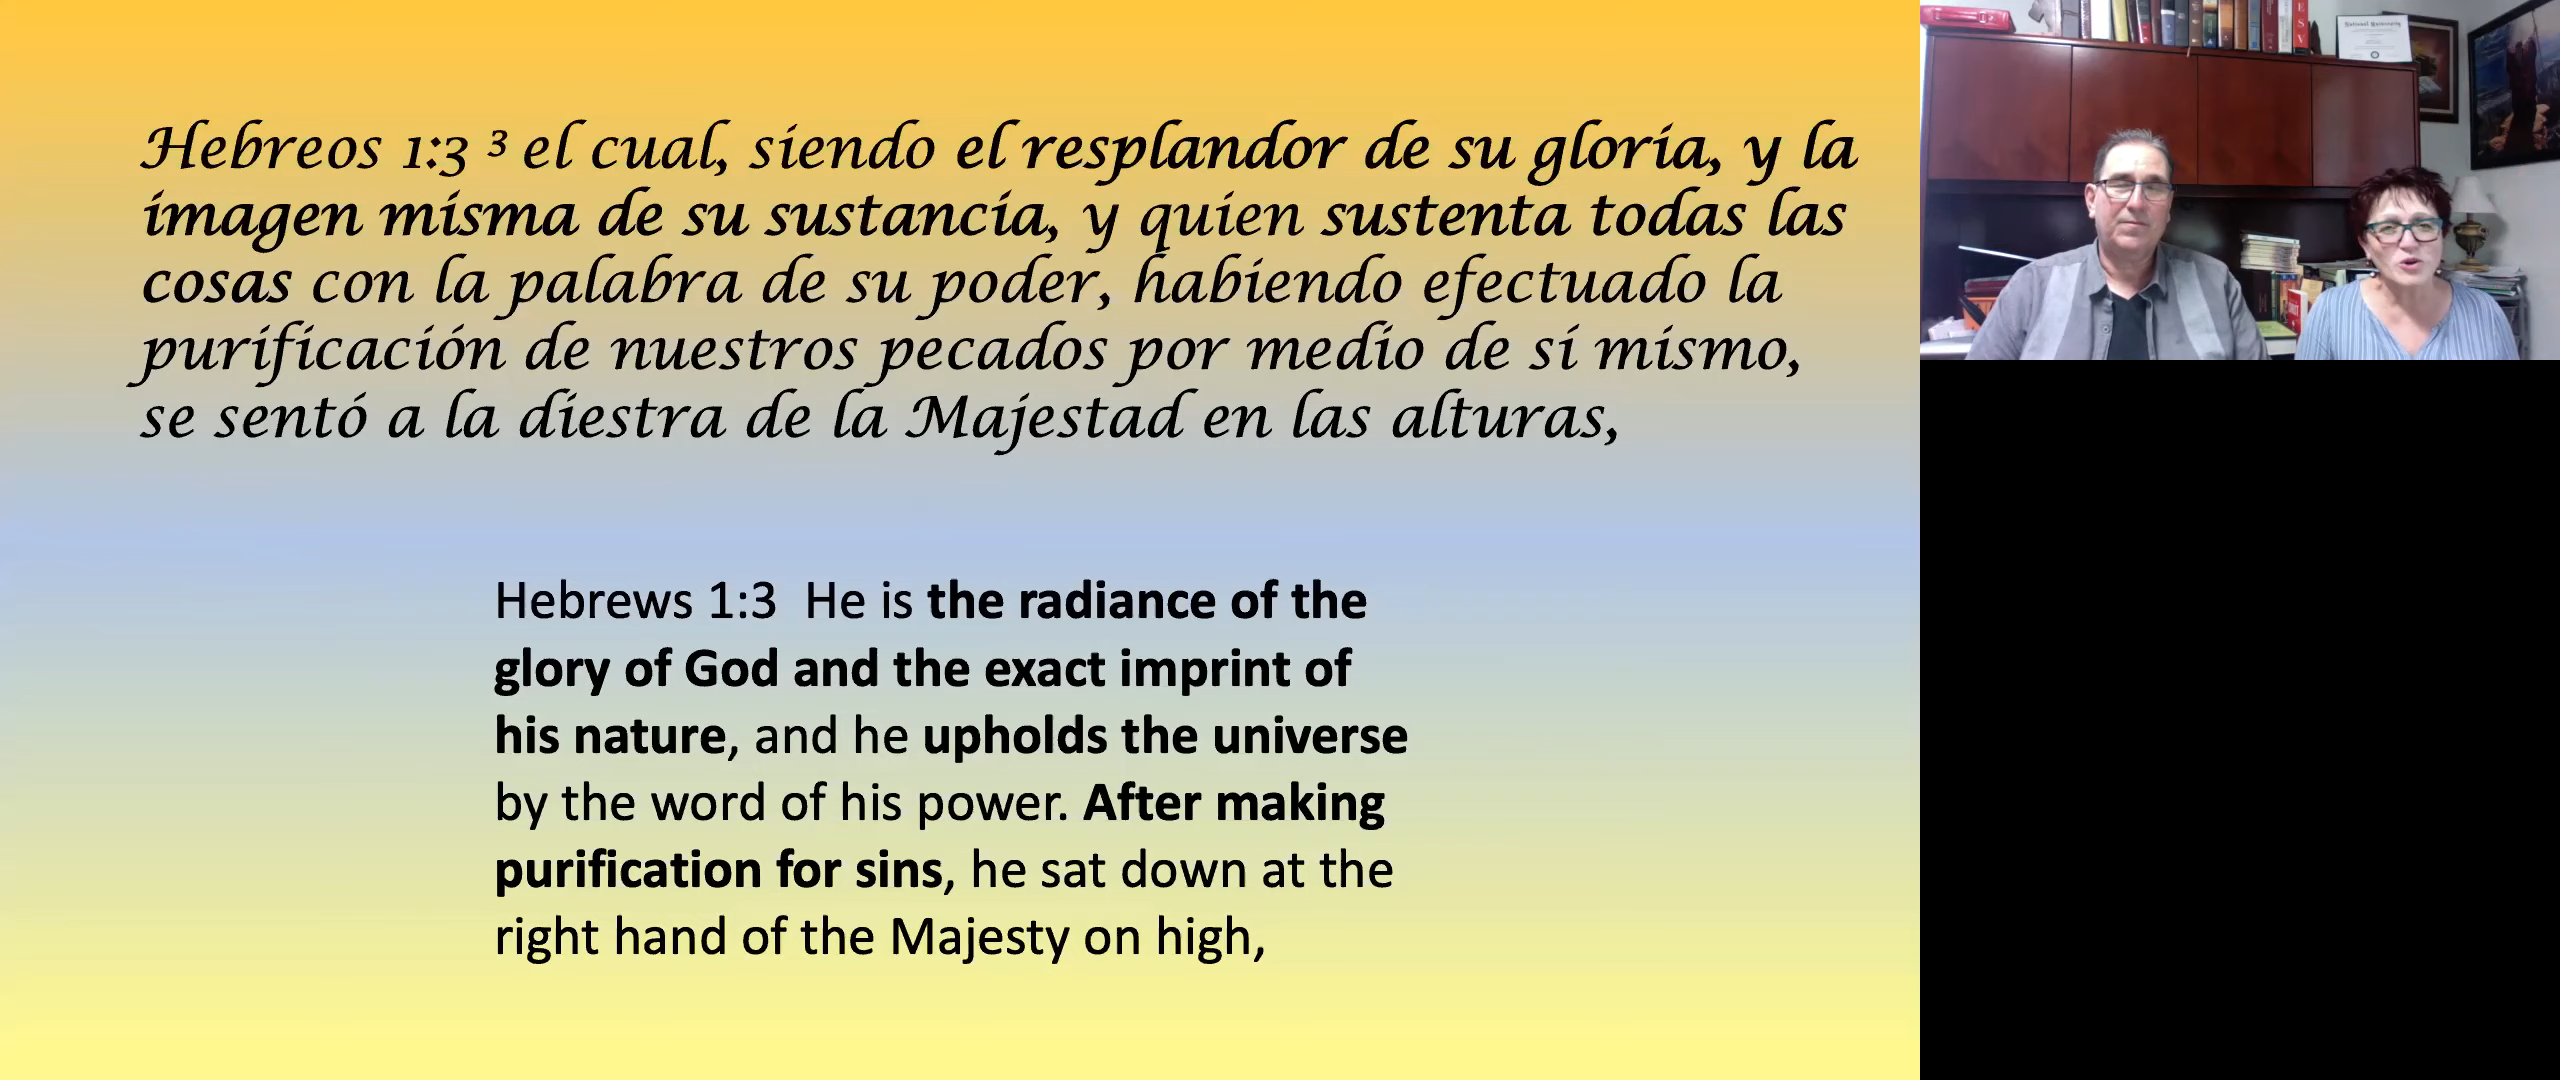 Hebreos 1:3 ³ el cual, siendo el resplandor de su gloria, y la
imagen misma de su sustancia, y quien sustenta todas las
cosas con la palabra de su poder, habiendo efectuado la
purificación de nuestros pecados por medio de sí mismo,
se sentó a la diestra de la Majestad en las alturas,
Hebrews 1:3 He is the radiance of the
glory of God and the exact imprint of
his nature, and he upholds the universe
by the word of his power. After making
purification for sins, he sat down at the
right hand of the Majesty on high,